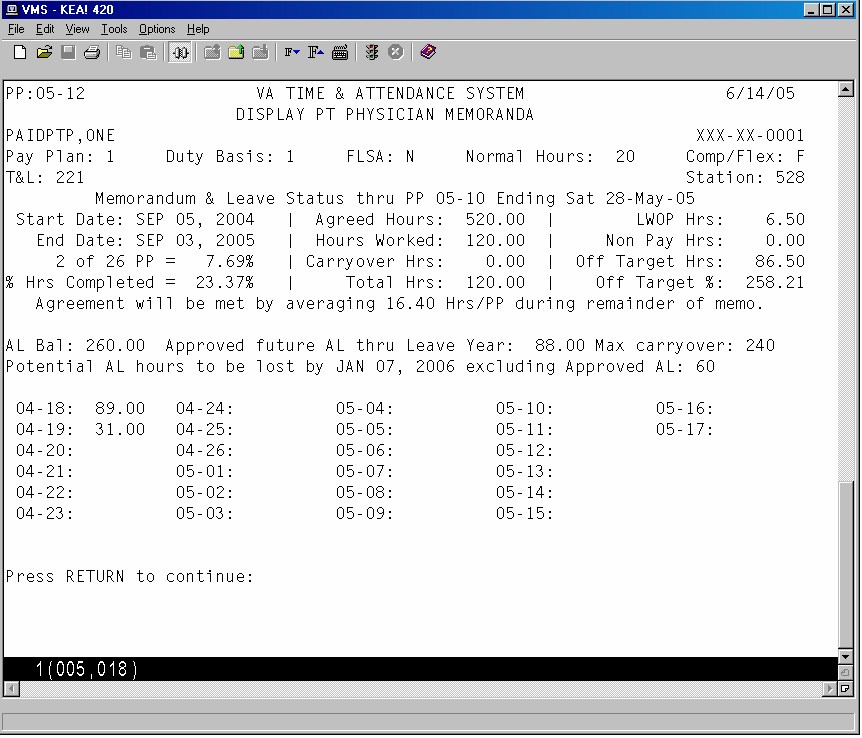 VMS - KEA! 420
File Edit View Tools Options Help
PP:05-12 VA TIME & ATTENDANCE SYSTEM 6/14/05
DISPLAY PT PHYSICIAN MEMORANDA
PAIDPTP,ONE XXX-XX-0001
Pay Plan: 1 Duty Basis: 1 FLSA: N Normal Hours: 20 Comp/Flex: F
T&L: 221 Station: 528
Memorandum & Leave Status thru PP 05-10 Ending Sat 28-May-05
Start Date: SEP 05, 2004 | Agreed Hours: 520.00 | LWOP Hrs: 6.50
End Date: SEP 03, 2005 | Hours Worked: 120.00 | Non Pay Hrs: 0.00
2 of 26 PP = 7.69% | Carryover Hrs: 0.00 | Off Target Hrs: 86.50
% Hrs Completed = 23.37% | Total Hrs: 120.00 | Off Target %: 258.21
Agreement will be met by averaging 16.40 Hrs/PP during remainder of memo.
AL Bal: 260.00 Approved future AL thru Leave Year: 88.00 Max carryover: 240
Potential AL hours to be lost by JAN 07, 2006 excluding Approved AL: 60
04-18: 89.00 04-24: 05-04: 05-10: 05-16:
04-19: 31.00 04-25: 05-05: 05-11: 05-17:
04-20: 04-26: 05-06: 05-12:
04-21: 05-01: 05-07: 05-13:
04-22: 05-02: 05-08: 05-14:
04-23: 05-03: 05-09: 05-15:
Press RETURN to continue:
1(005,018)